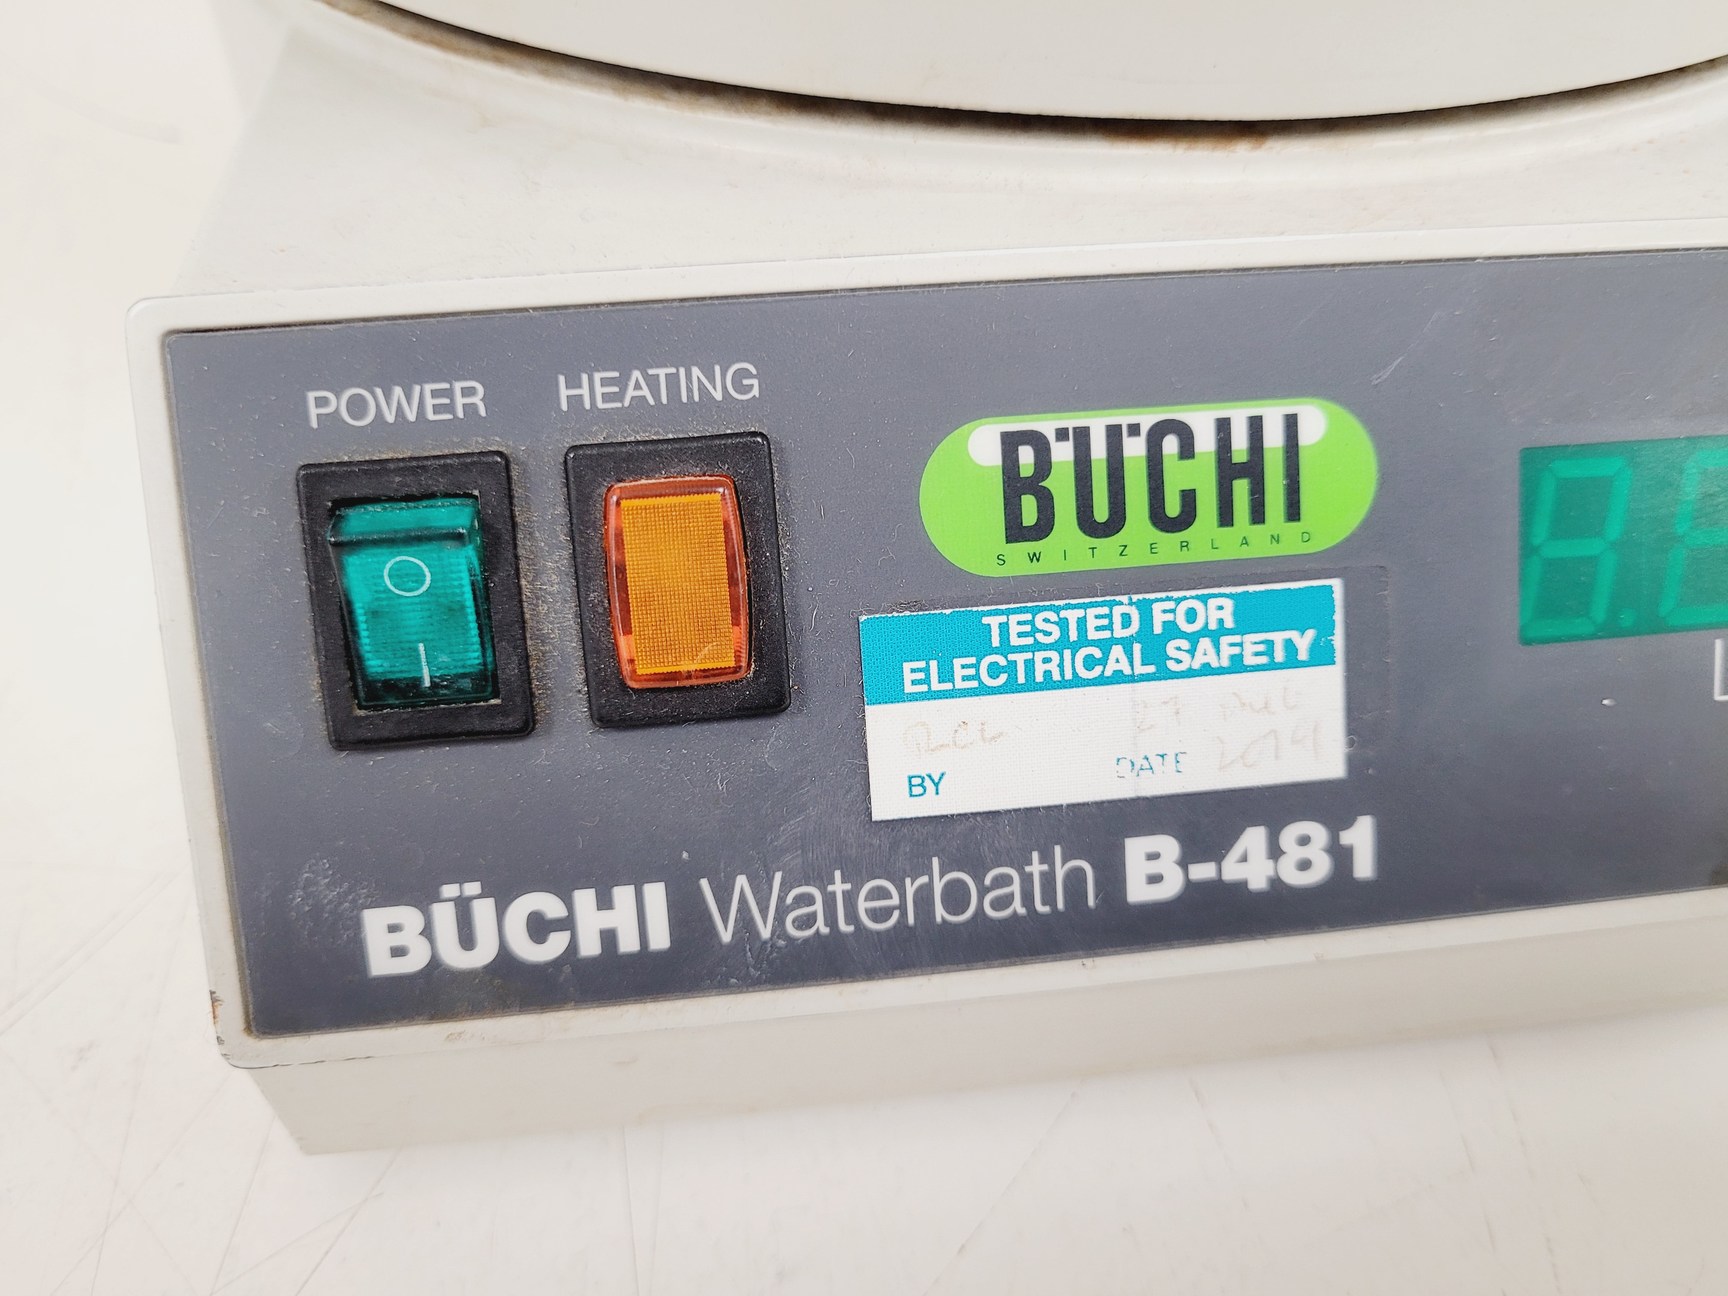 POWER HEATING
BÜCHI
SWITZERLAND
TESTED FOR
ELECTRICAL SAFETY
2014
BY DATE
BÜCHI Waterbath B-481